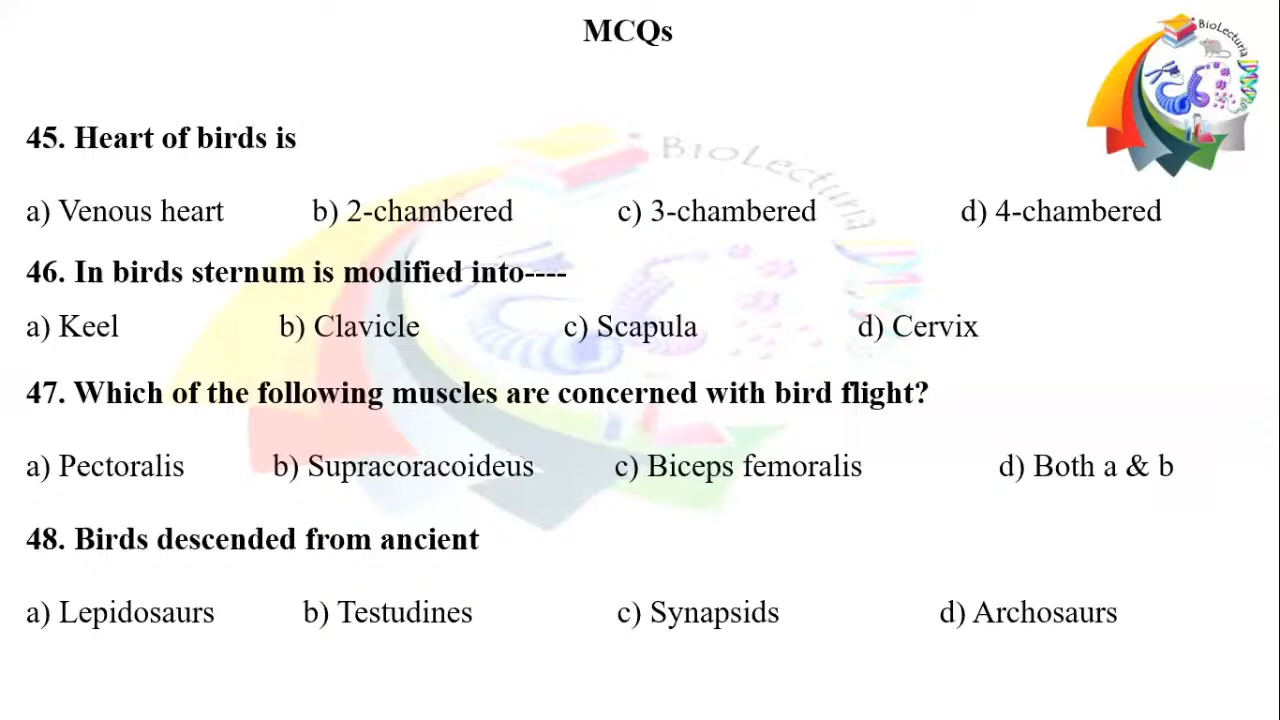 MCQs
BioLecturia
45. Heart of birds is
BioLecturia
a) Venous heart b) 2-chambered c) 3-chambered d) 4-chambered
46. In birds sternum is modified into----
a) Keel b) Clavicle c) Scapula d) Cervix
47. Which of the following muscles are concerned with bird flight?
a) Pectoralis b) Supracoracoideus c) Biceps femoralis d) Both a & b
48. Birds descended from ancient
a) Lepidosaurs b) Testudines c) Synapsids d) Archosaurs